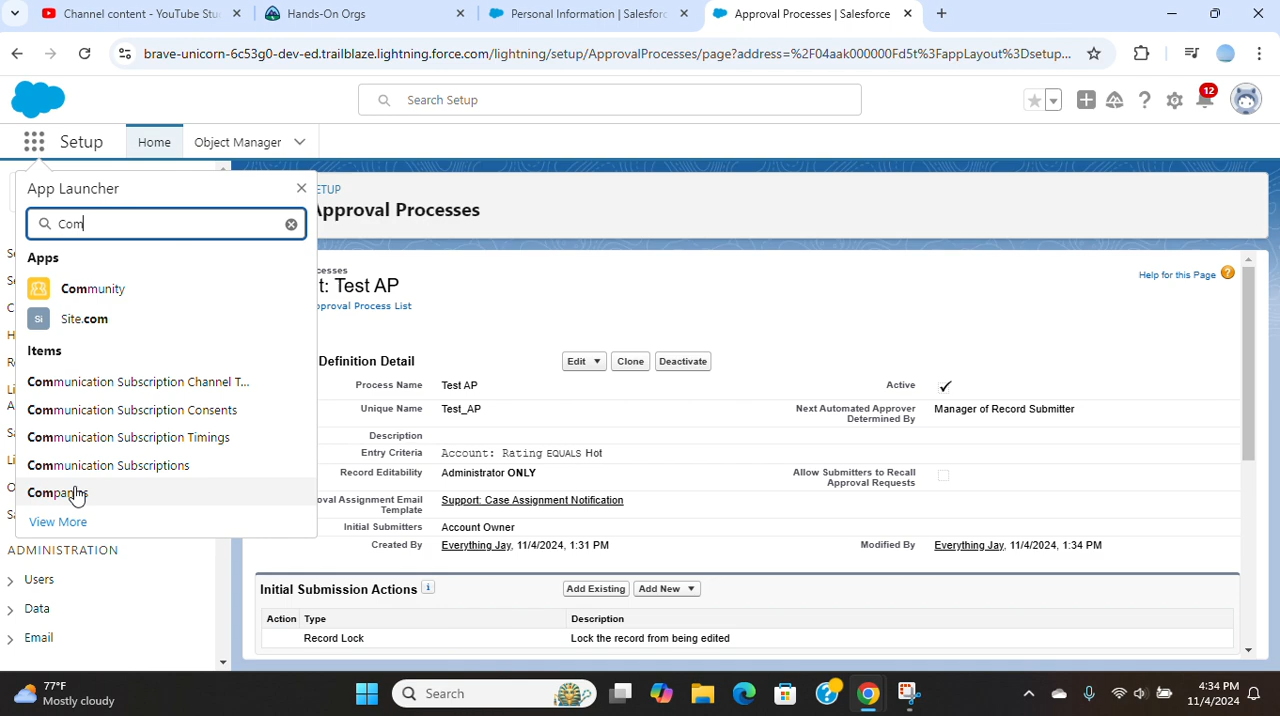 Channel content - YouTube Stu
Hands-On Orgs
Personal Information | Salesforc
Approval Processes | Salesforce
brave-unicorn-6c53g0-dev-ed.trailblaze.lightning.force.com/lightning/setup/ApprovalProcesses/page?address=%2F04aak000000Fd5t%3FappLayout%3Dsetup...
Search Setup
12
Setup
Home
Object Manager
App Launcher
Com
Apps
Community
Si
Site.com
Items
Communication Subscription Channel T...
Communication Subscription Consents
Communication Subscription Timings
Communication Subscriptions
View More
ADMINISTRATION
Users
Data
Email
ETUP
Approval Processes
cesses
t: Test AP
pproval Process List
Help for this Page
Definition Detail
Edit
Clone
Deactivate
Process Name
Test AP
Active
Unique Name
Test_AP
Next Automated Approver
Determined By
Manager of Record Submitter
Description
Entry Criteria
Account: Rating EQUALS Hot
Record Editability
Administrator ONLY
Allow Submitters to Recall
Approval Requests
oval Assignment Email
Template
Support: Case Assignment Notification
Initial Submitters
Account Owner
Created By
Everything Jay, 11/4/2024, 1:31 PM
Modified By
Everything Jay, 11/4/2024, 1:34 PM
Initial Submission Actions
i
Add Existing
Add New
Action Type
Description
Record Lock
Lock the record from being edited
77°F
Mostly cloudy
Search
4:34 PM
11/4/2024